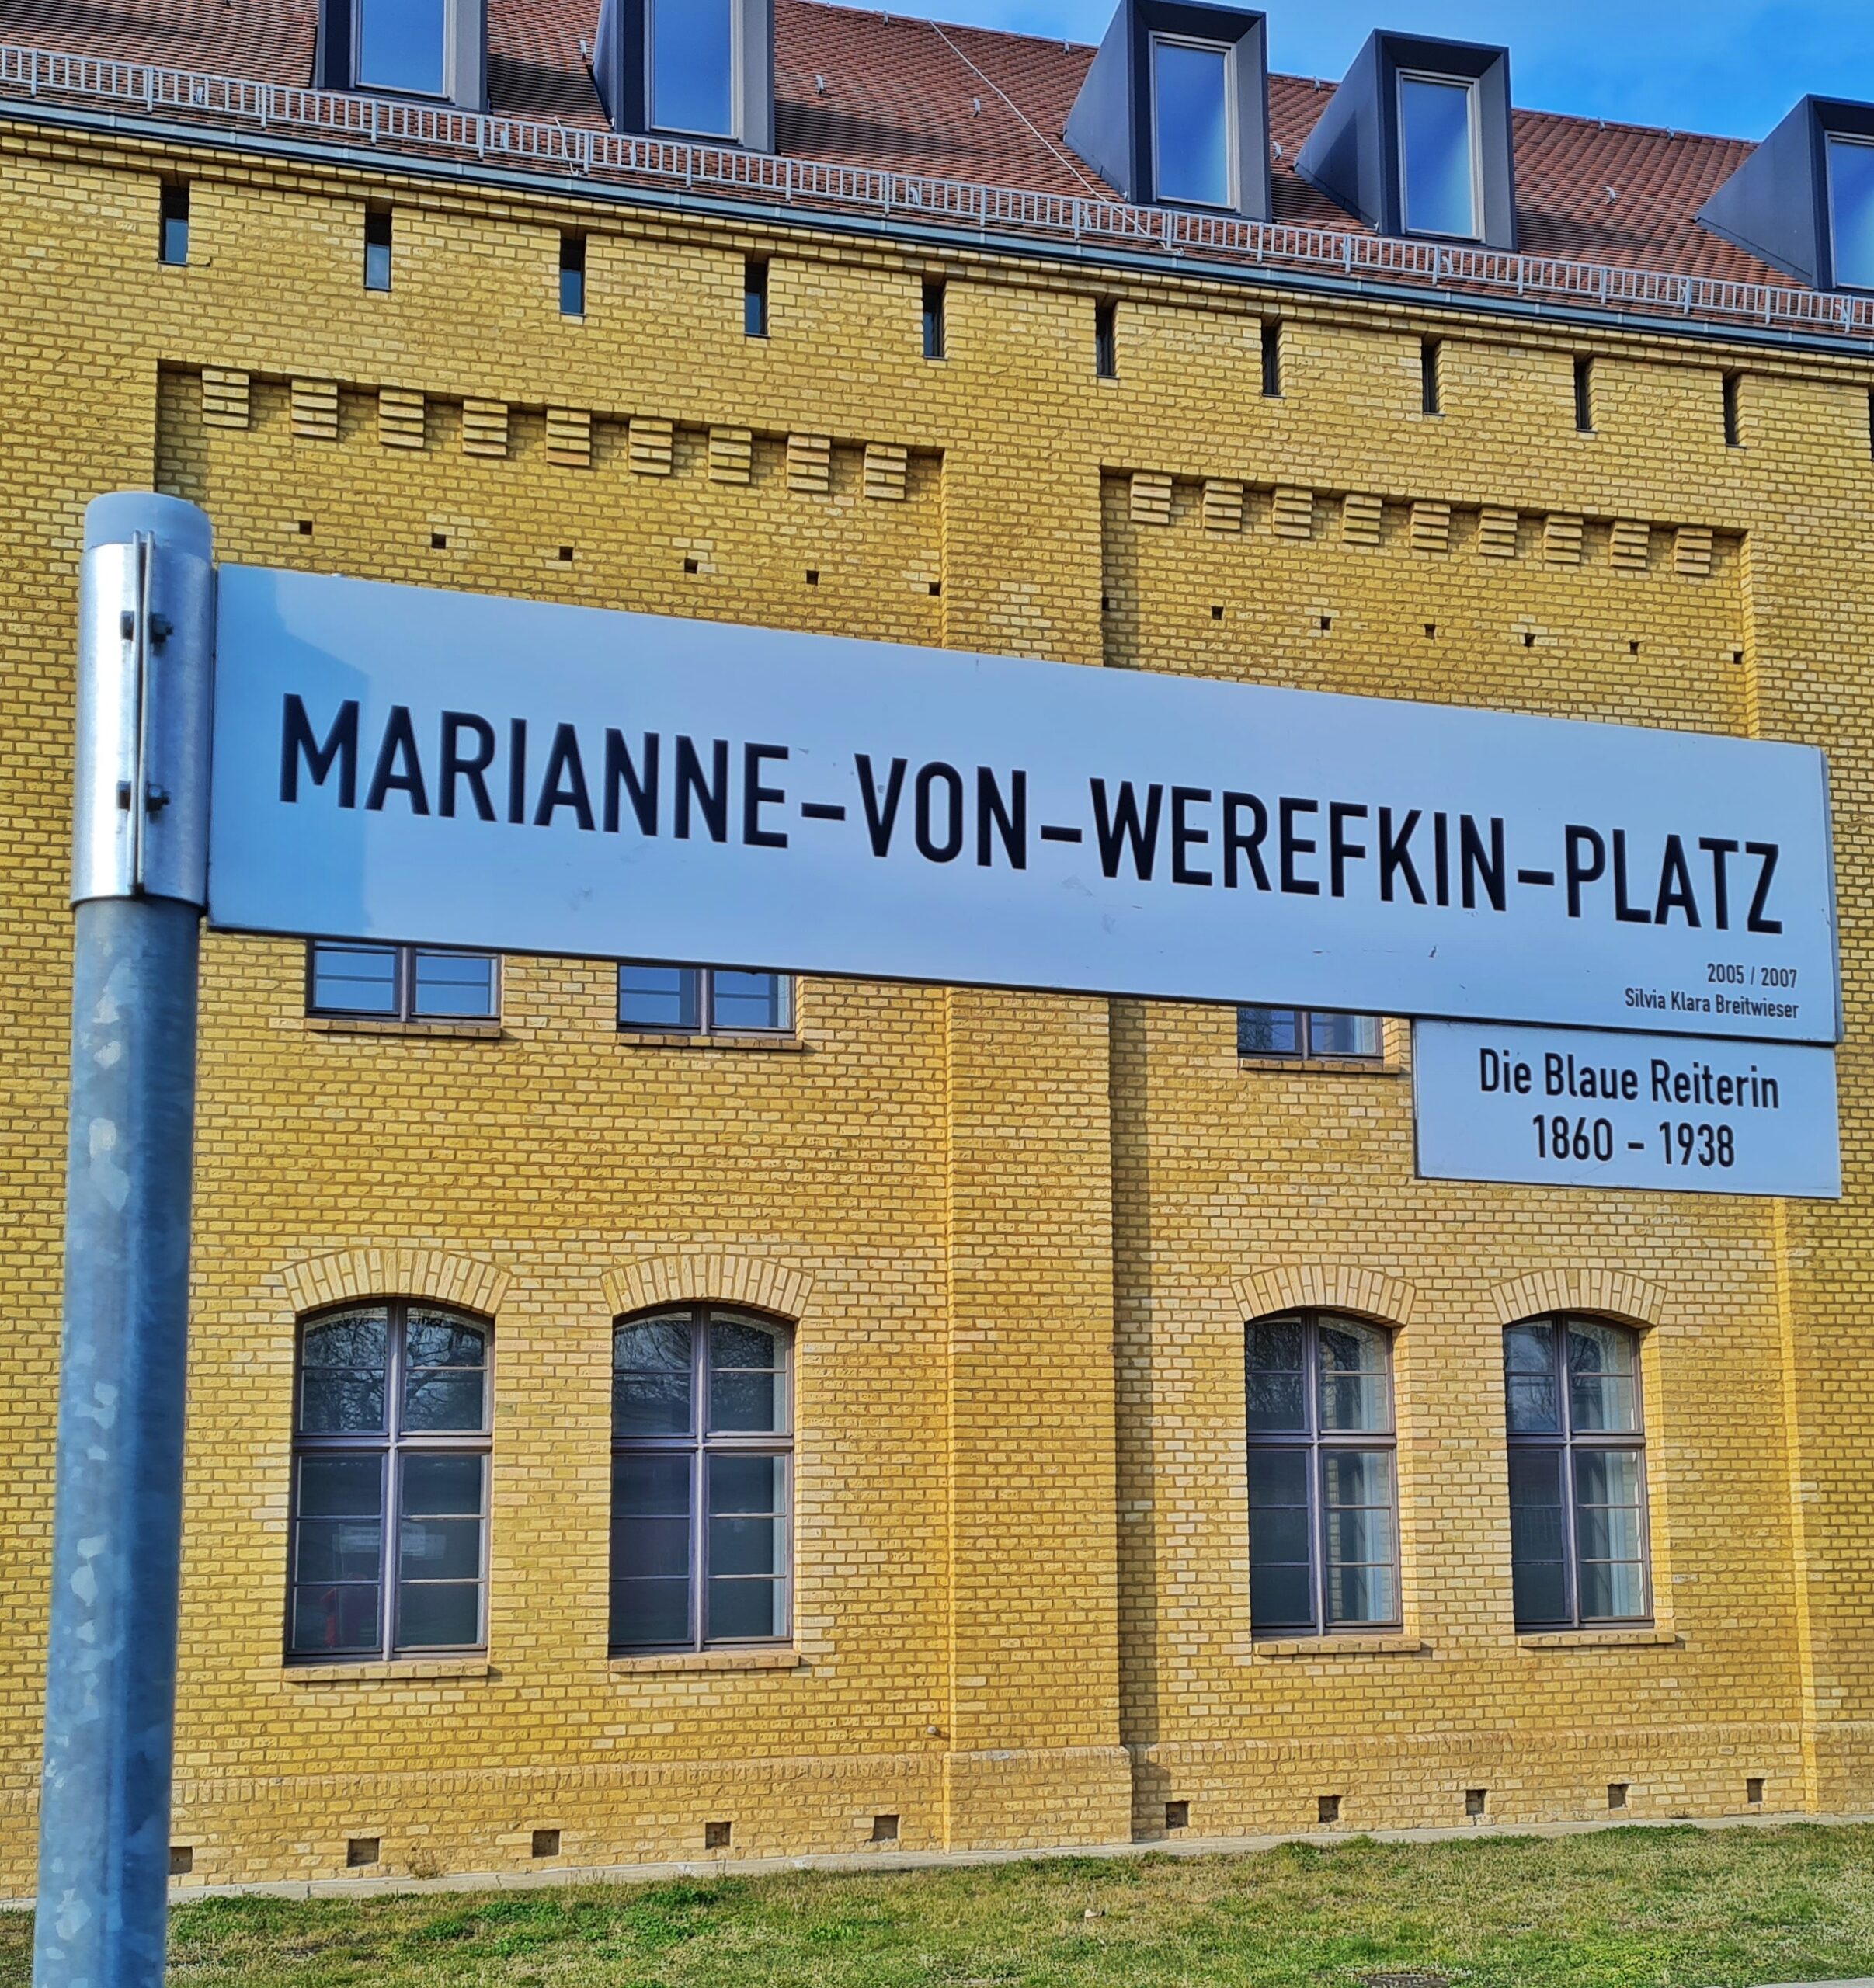 MARIANNE-VON-WEREFKIN-PLATZ
2005 / 2007
Silvia Klara Breitwieser
Die Blaue Reiterin
1860 - 1938